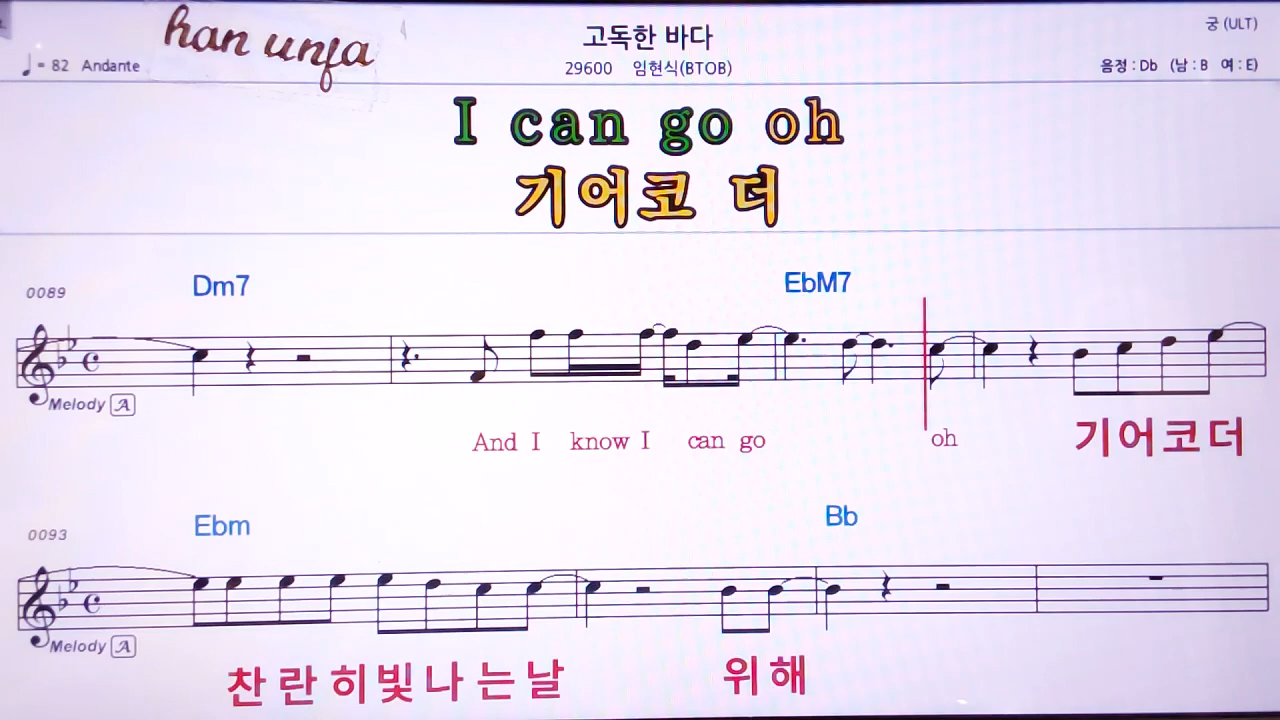 han unfa
고독한 바다
궁 (ULT)
♩= 82 Andante
29600 임현식(BTOB)
음정 : Db (남 : B 여 : E)
I can go oh
기어코 더
0089
Dm7 EbM7
Melody A
And I know I can go oh 기어코더
0093
Ebm Bb
Melody A
찬란히빛나는날 위해